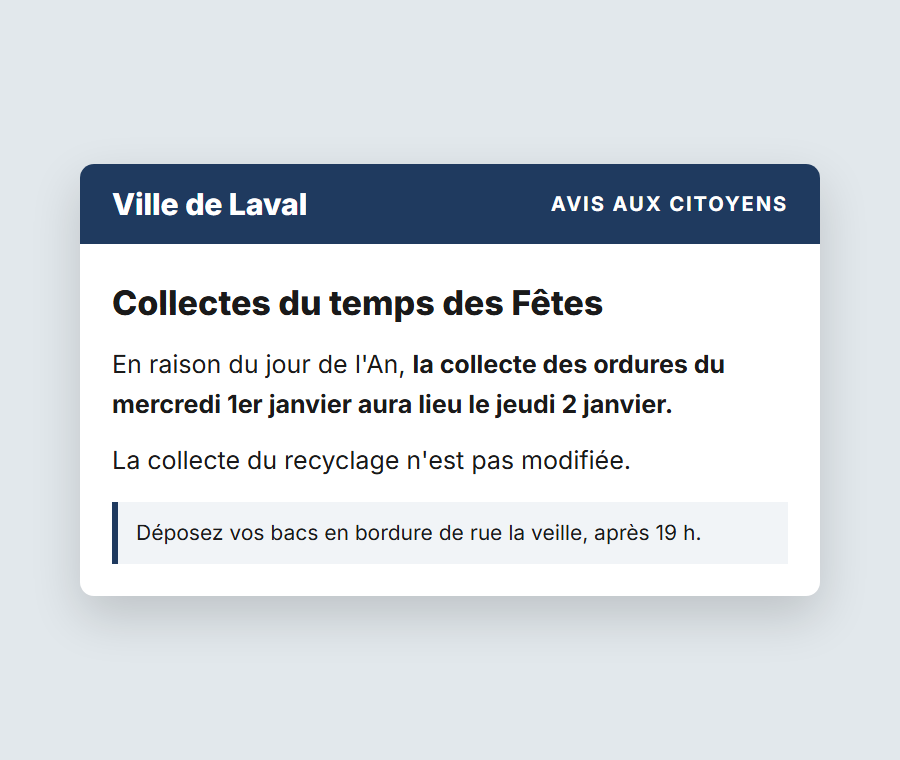 Ville de Laval
AVIS AUX CITOYENS
Collectes du temps des Fêtes
En raison du jour de l'An, la collecte des ordures du
mercredi 1er janvier aura lieu le jeudi 2 janvier.
La collecte du recyclage n'est pas modifiée.
Déposez vos bacs en bordure de rue la veille, après 19 h.